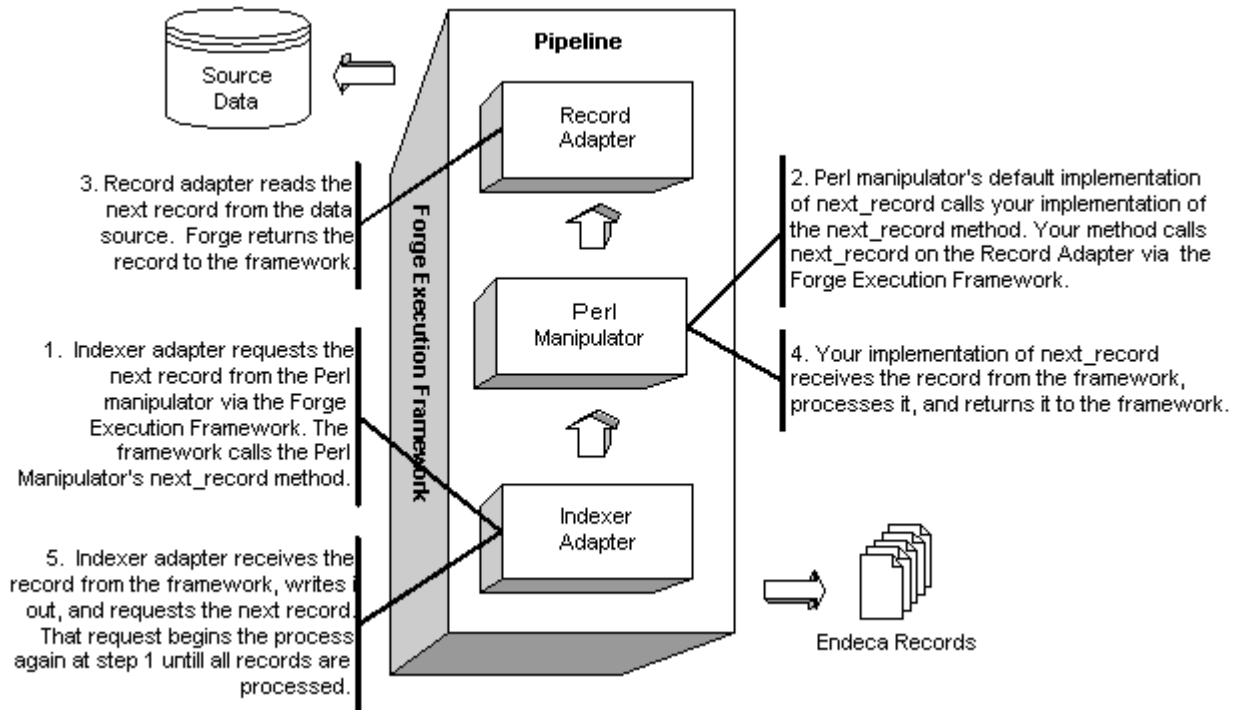 Pipeline
Source
Data
Record
Adapter
3. Record adapter reads the
next record from the data
source. Forge returns the
record to the framework.
2. Perl manipulator's default implementation
of next_record calls your implementation of
the next_record method. Your method calls
next_record on the Record Adapter via the
Forge Execution Framework.
Forge Execution Framework
Perl
Manipulator
1. Indexer adapter requests the
next record from the Perl
manipulator via the Forge
Execution Framework. The
framework calls the Perl
Manipulator's next_record method.
4. Your implementation of next_record
receives the record from the framework,
processes it, and returns it to the framework.
Indexer
Adapter
5. Indexer adapter receives the
record from the framework, writes i
out, and requests the next record.
That request begins the process
again at step 1 untill all records are
processed.
Endeca Records